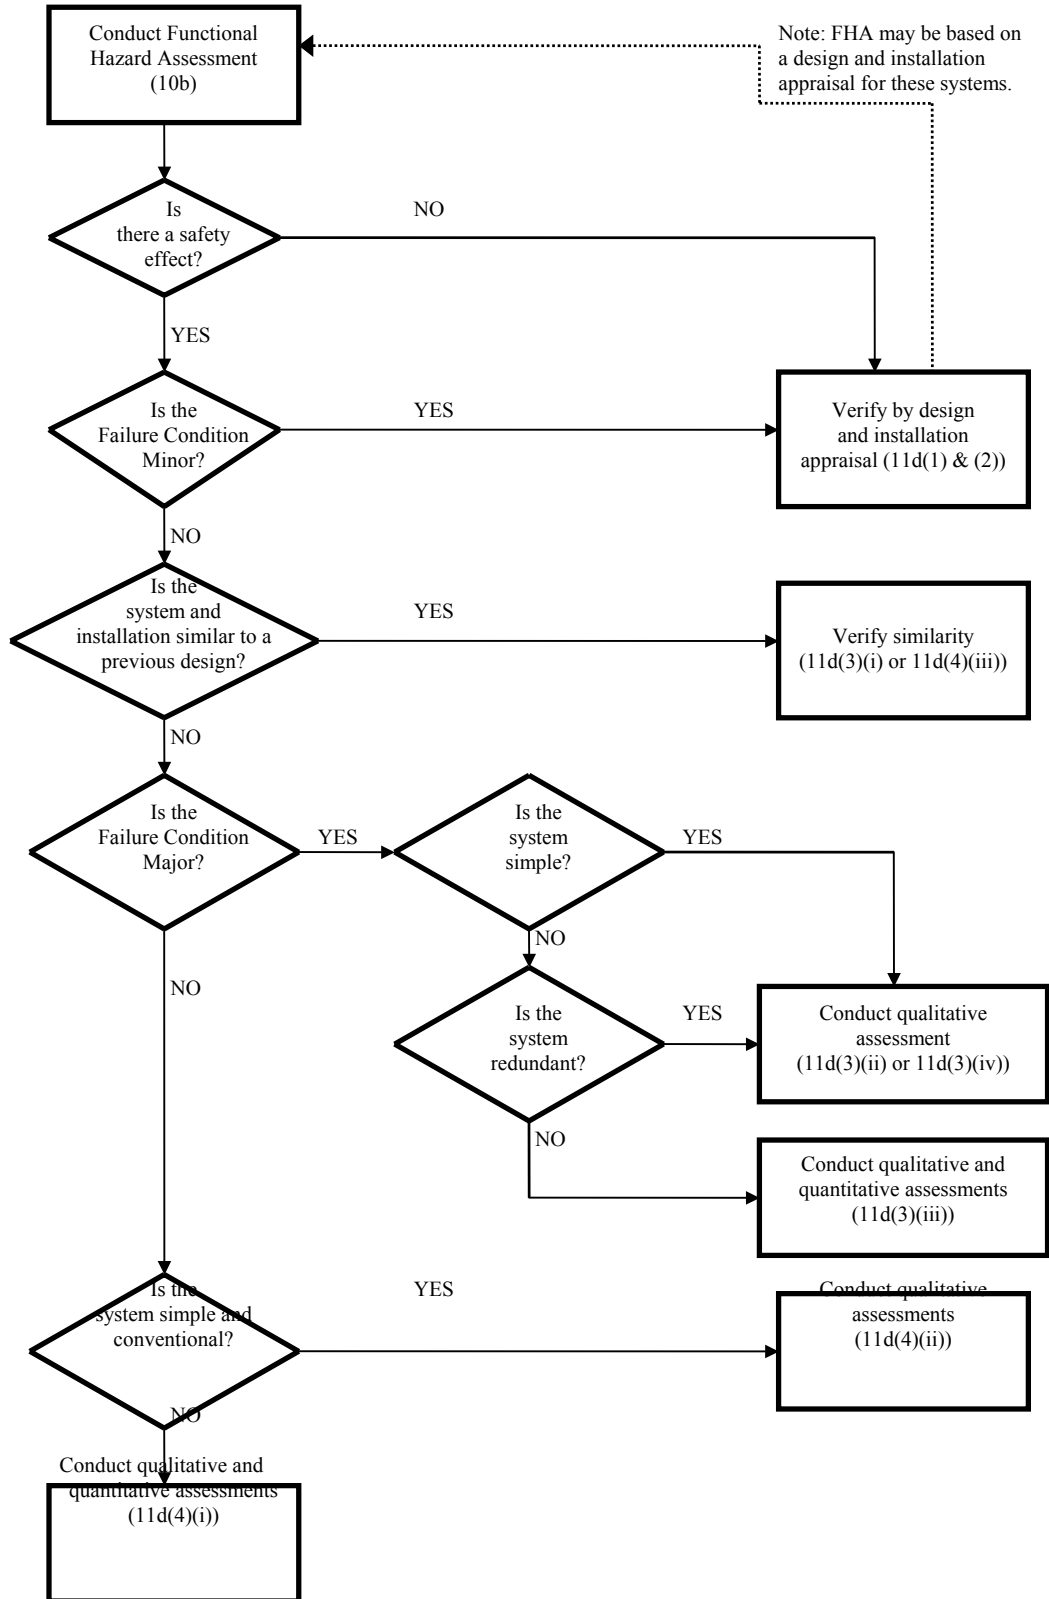 Conduct Functional
Hazard Assessment
(10b)
Note: FHA may be based on
a design and installation
appraisal for these systems.
Is
there a safety
effect?
NO
YES
Is the
Failure Condition
Minor?
YES
Verify by design
and installation
appraisal (11d(1) & (2))
NO
Is the
system and
installation similar to a
previous design?
YES
Verify similarity
(11d(3)(i) or 11d(4)(iii))
NO
Is the
Failure Condition
Major?
YES
Is the
system
simple?
YES
NO
NO
Is the
system
redundant?
YES
Conduct qualitative
assessment
(11d(3)(ii) or 11d(3)(iv))
NO
Conduct qualitative and
quantitative assessments
(11d(3)(iii))
Is the
system simple and
conventional?
YES
Conduct qualitative
assessments
(11d(4)(ii))
NO
Conduct qualitative and
quantitative assessments
(11d(4)(i))